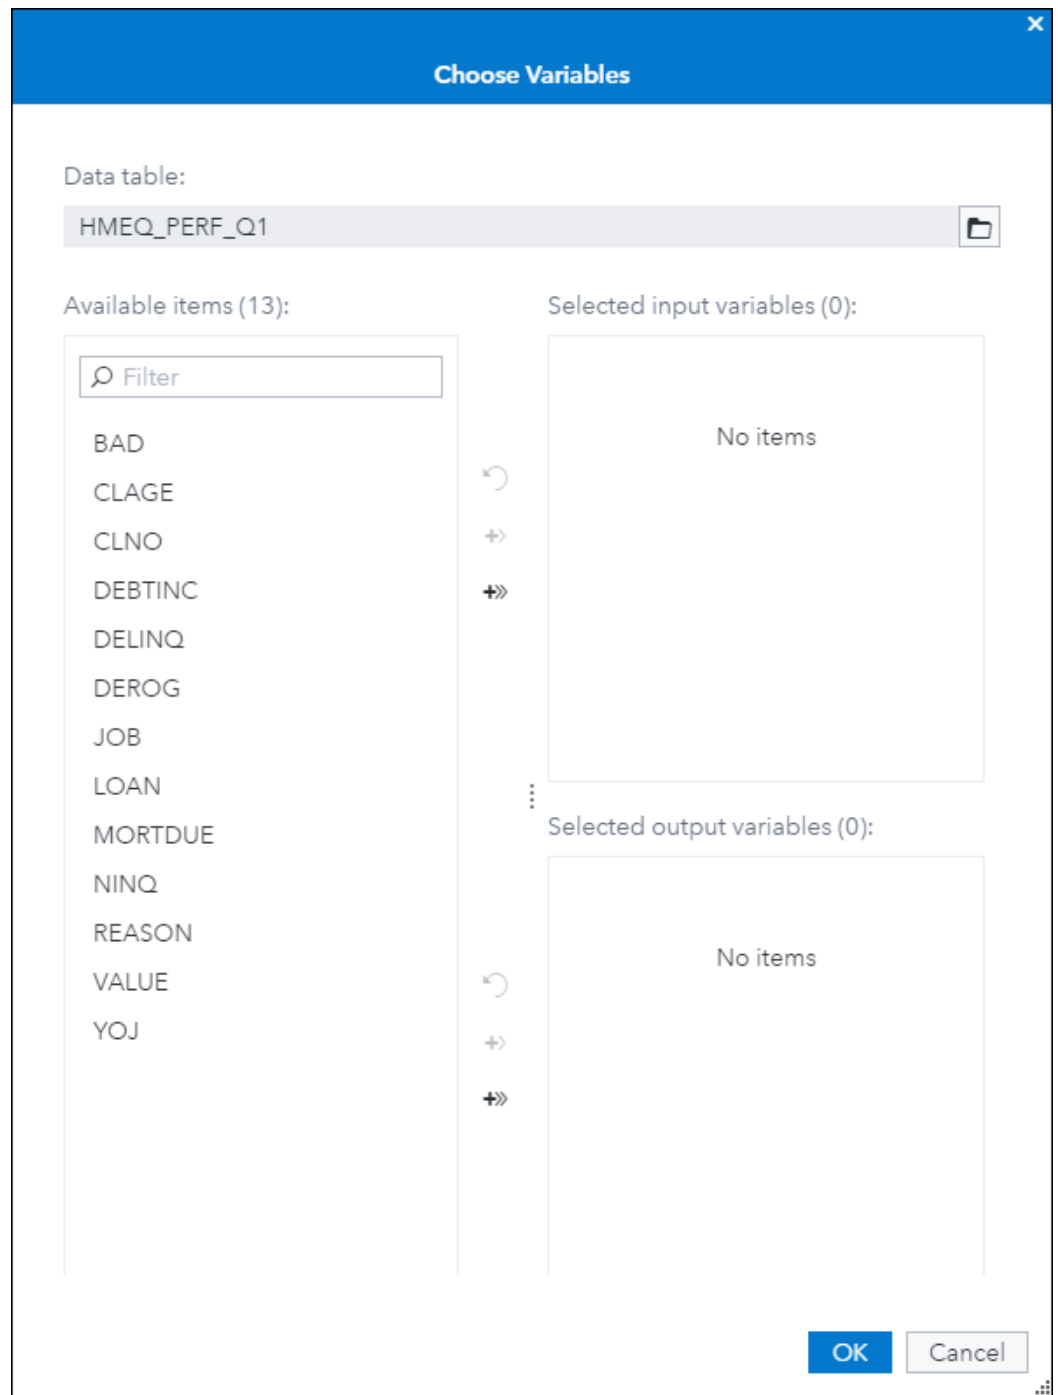 Choose Variables
Data table:
HMEQ_PERF_Q1
Available items (13):
Filter
BAD
CLAGE
CLNO
DEBTINC
DELINQ
DEROG
JOB
LOAN
MORTDUE
NINQ
REASON
VALUE
YOJ
Selected input variables (0):
No items
Selected output variables (0):
No items
OK
Cancel